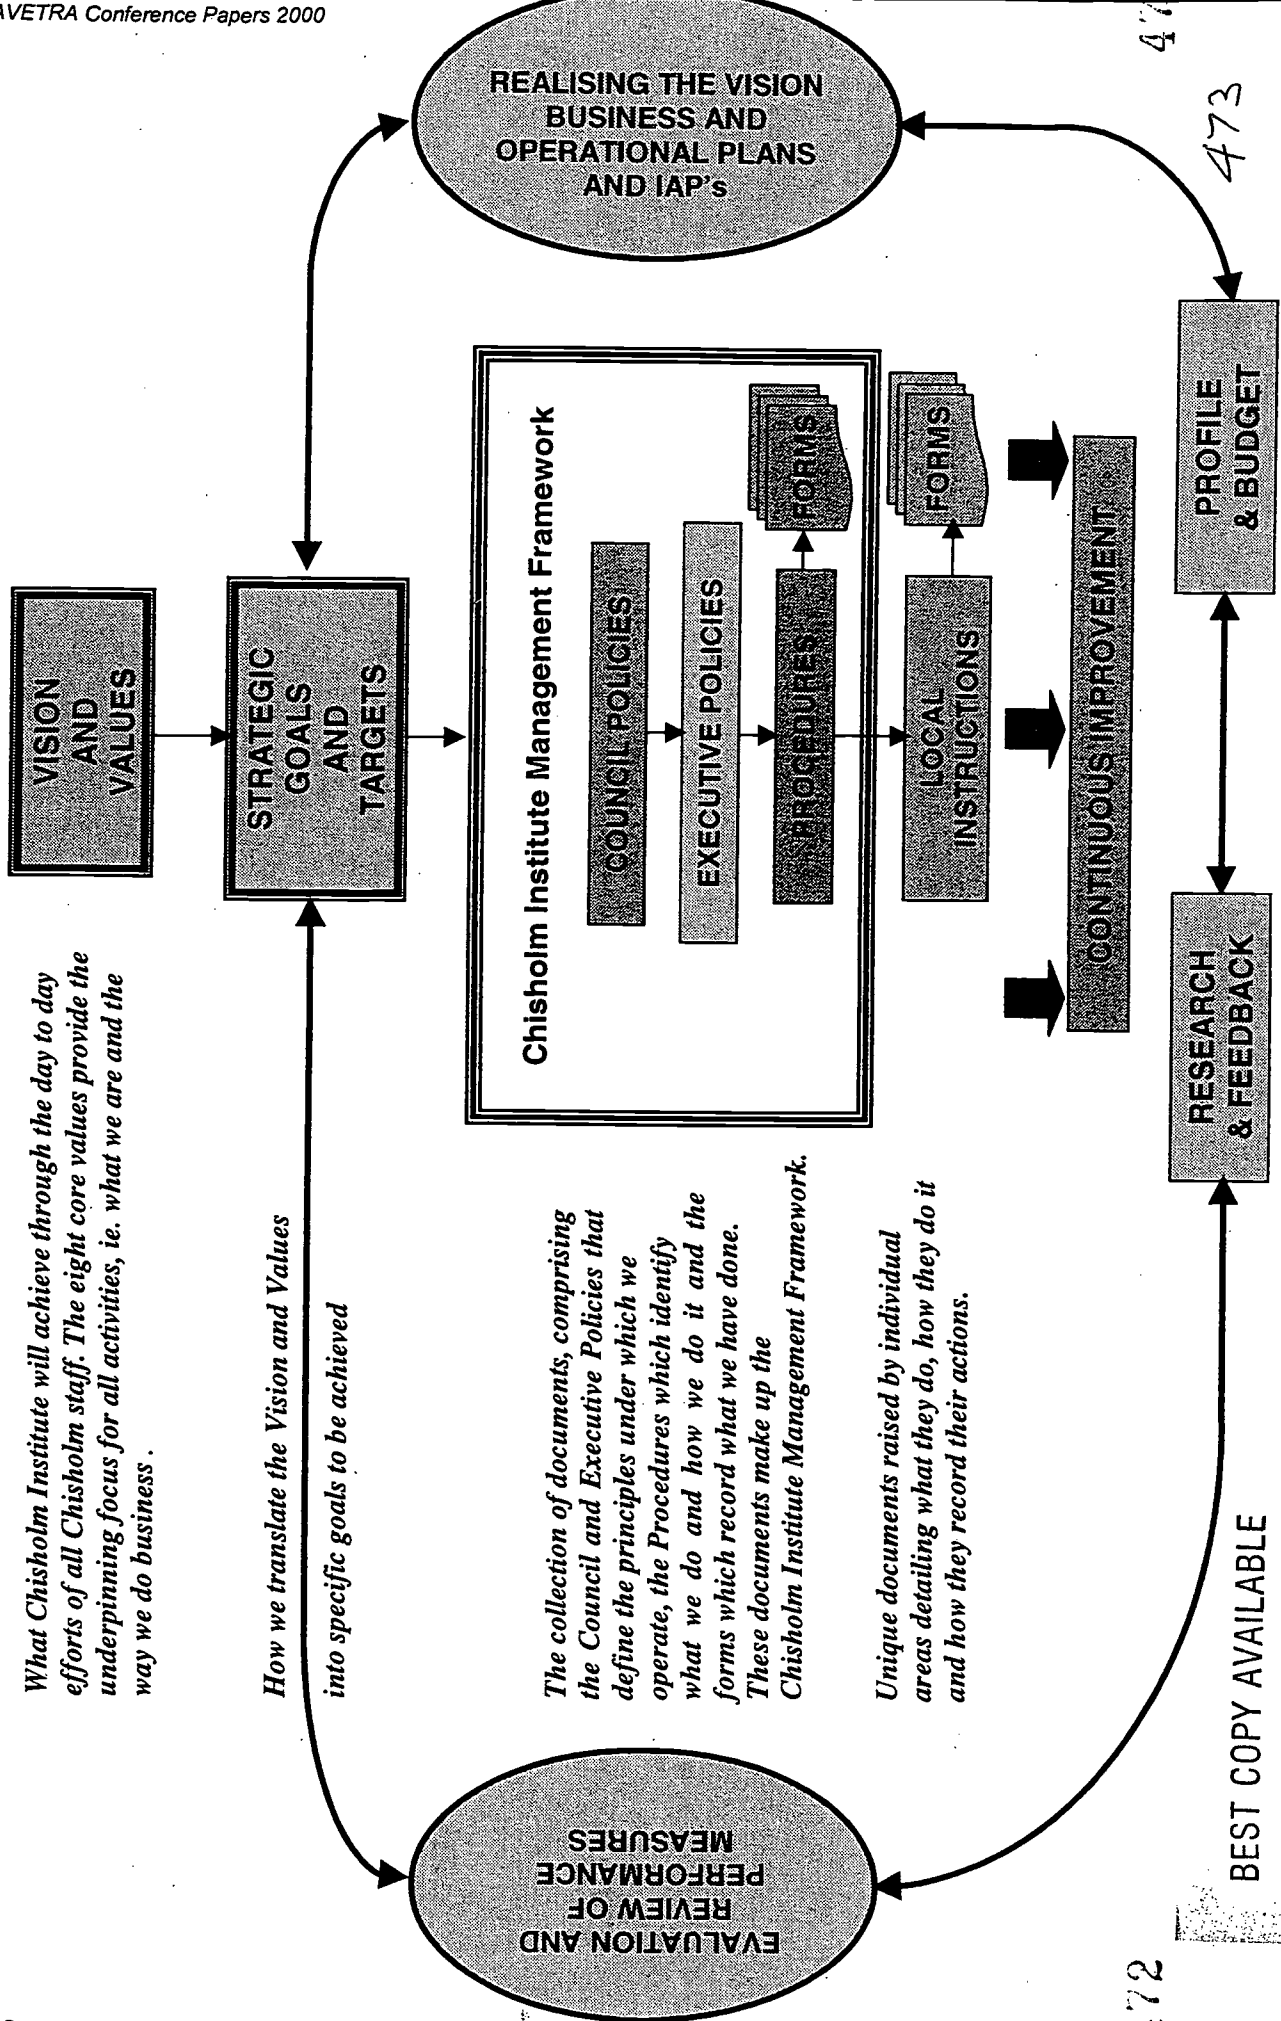 AVETRA Conference Papers 2000
VISION
AND
VALUES
What Chisholm Institute will achieve through the day to day
efforts of all Chisholm staff. The eight core values provide the
underpinning focus for all activities, ie. what we are and the
way we do business .
STRATEGIC
GOALS
AND
TARGETS
How we translate the Vision and Values
into specific goals to be achieved
REALISING THE VISION
BUSINESS AND
OPERATIONAL PLANS
AND IAP's
Chisholm Institute Management Framework
COUNCIL POLICIES
EXECUTIVE POLICIES
PROCEDURES
FORMS
The collection of documents, comprising
the Council and Executive Policies that
define the principles under which we
operate, the Procedures which identify
what we do and how we do it and the
forms which record what we have done.
These documents make up the
Chisholm Institute Management Framework.
LOCAL
INSTRUCTIONS
FORMS
Unique documents raised by individual
areas detailing what they do, how they do it
and how they record their actions.
CONTINUOUS IMPROVEMENT
EVALUATION AND
REVIEW OF
PERFORMANCE
MEASURES
RESEARCH
& FEEDBACK
PROFILE
& BUDGET
473
BEST COPY AVAILABLE